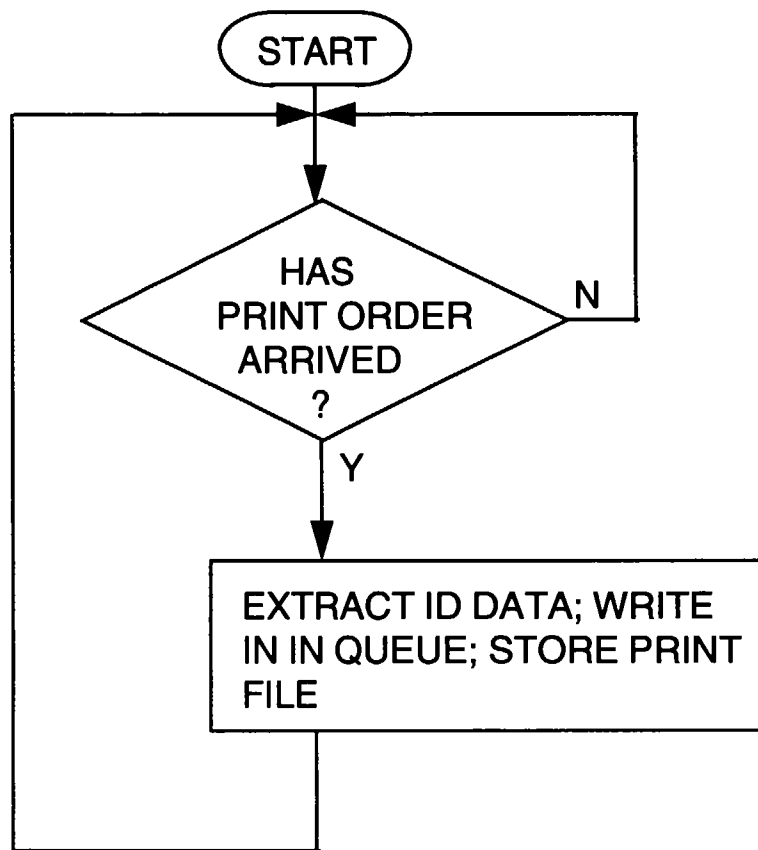 START
HAS
PRINT ORDER
ARRIVED
?
N
Y
EXTRACT ID DATA; WRITE
IN IN QUEUE; STORE PRINT
FILE